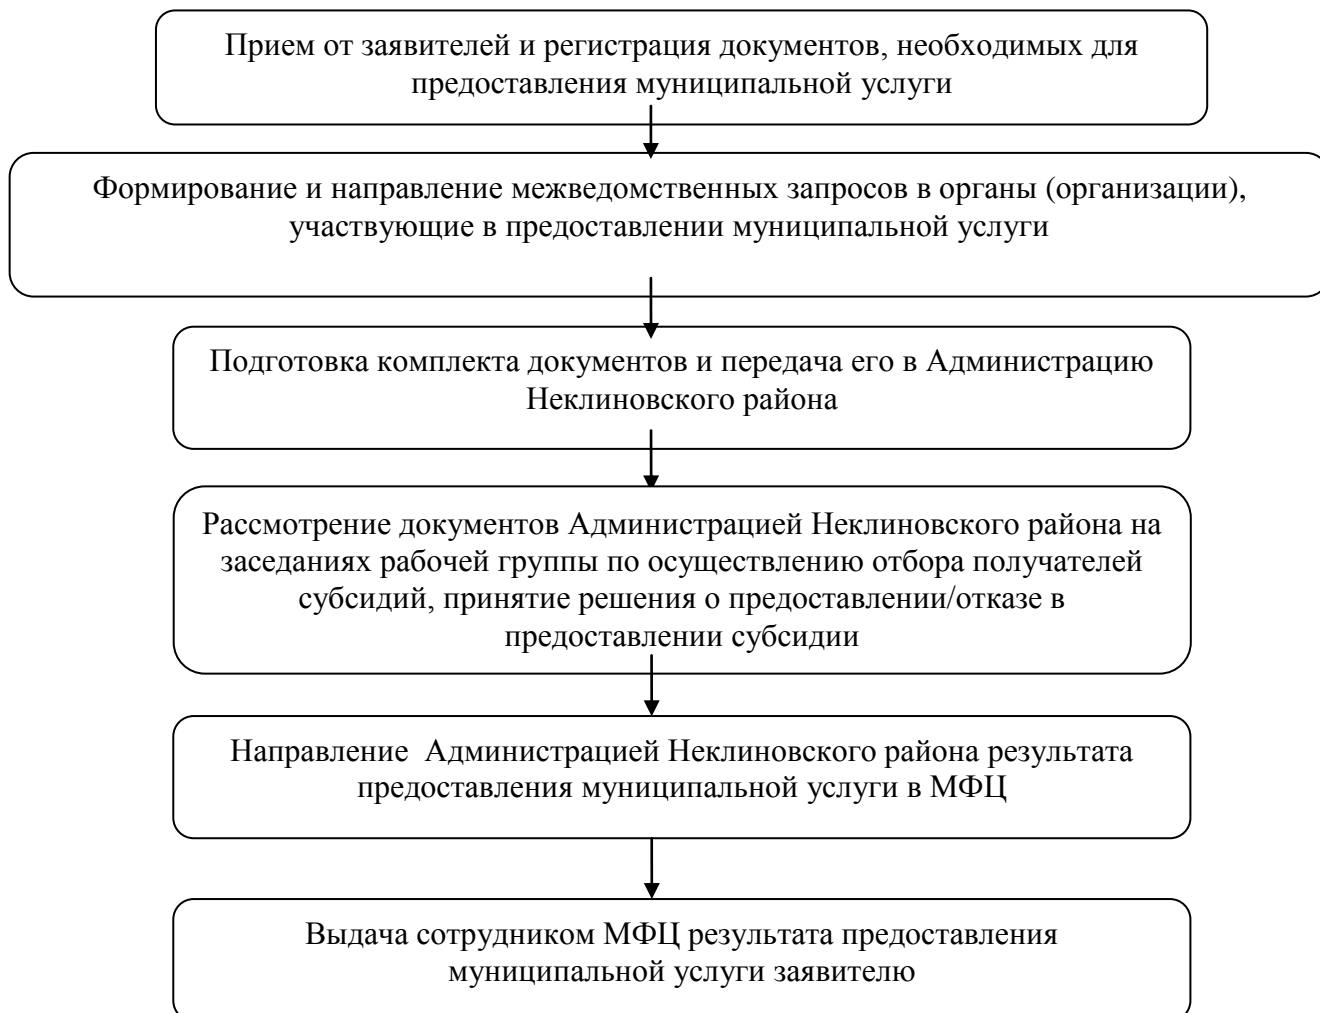 Прием от заявителей и регистрация документов, необходимых для
предоставления муниципальной услуги
Формирование и направление межведомственных запросов в органы (организации),
участвующие в предоставлении муниципальной услуги
Подготовка комплекта документов и передача его в Администрацию
Неклиновского района
Рассмотрение документов Администрацией Неклиновского района на
заседаниях рабочей группы по осуществлению отбора получателей
субсидий, принятие решения о предоставлении/отказе в
предоставлении субсидии
Направление  Администрацией Неклиновского района результата
предоставления муниципальной услуги в МФЦ
Выдача сотрудником МФЦ результата предоставления
муниципальной услуги заявителю